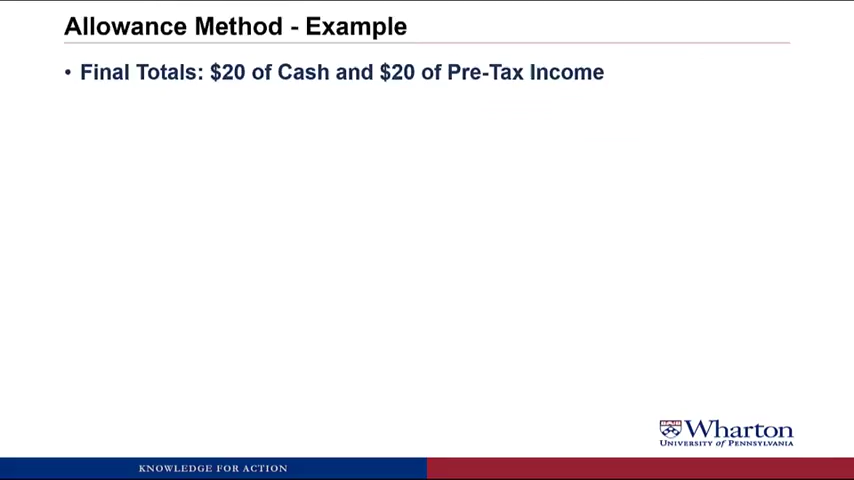 Allowance Method - Example
• Final Totals: $20 of Cash and $20 of Pre-Tax Income
Wharton
UNIVERSITY of PENNSYLVANIA
KNOWLEDGE FOR ACTION